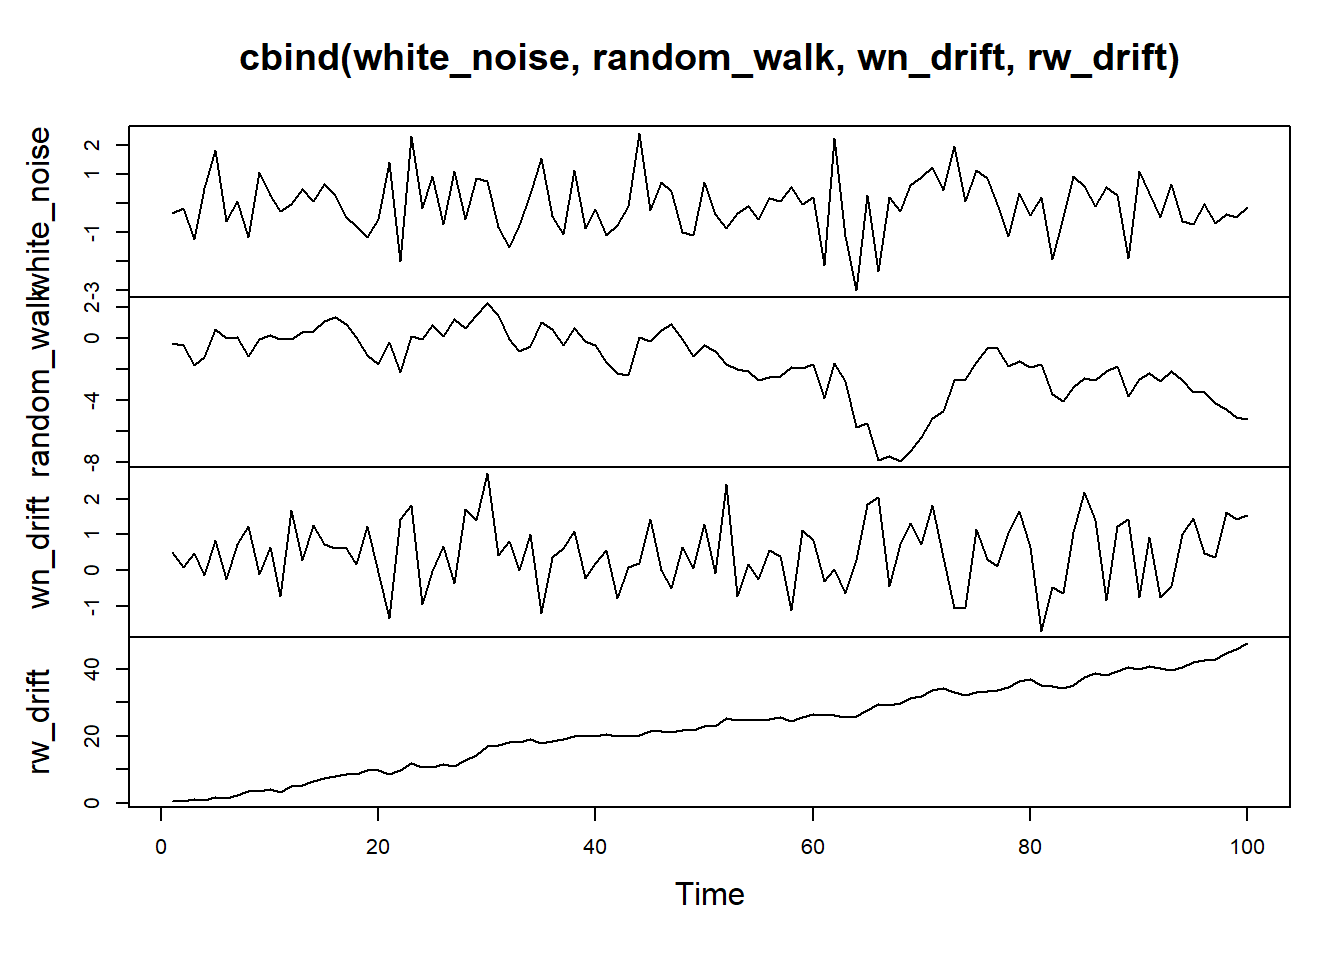 cbind(white_noise, random_walk, wn_drift, rw_drift)
white_noise
2
1
-1
-3
random_walk
2
0
-4
-8
wn_drift
2
1
0
-1
rw_drift
40
20
0
0 20 40 60 80 100
Time